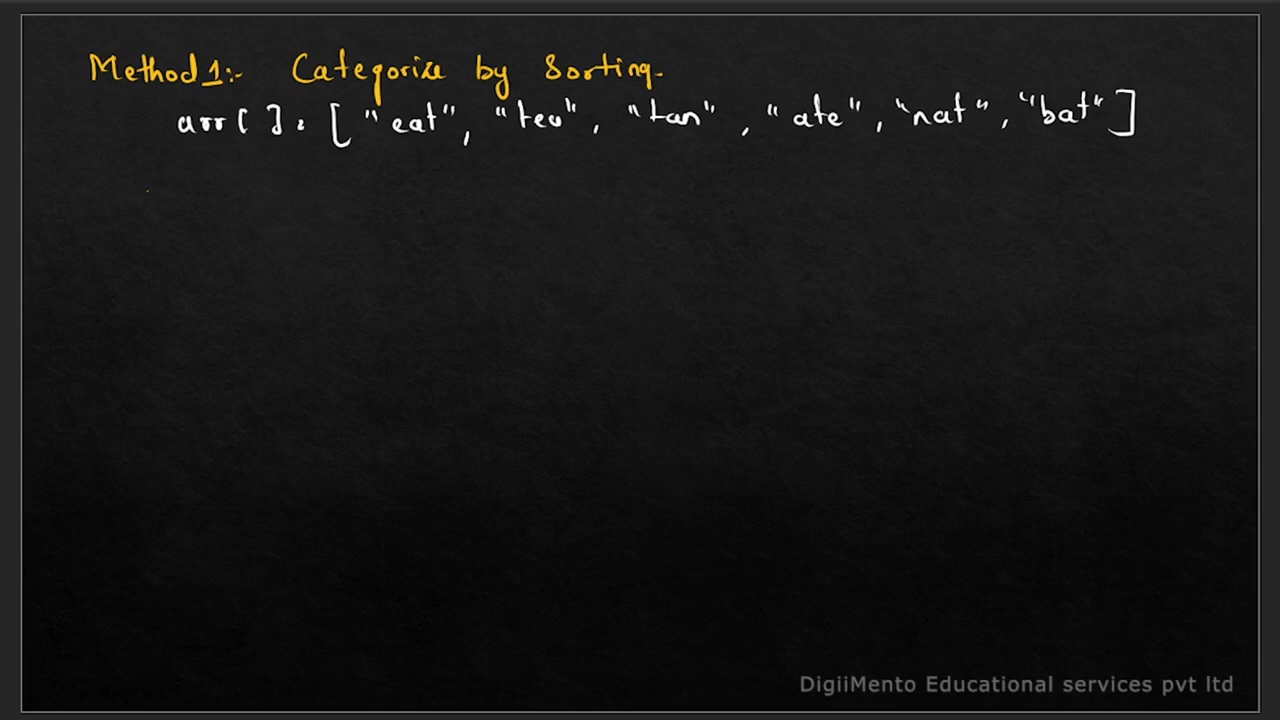 Method 1:- Categorize by Sorting-
arr[ ]: [ "eat", "tea", "tan", "ate", "nat", "bat" ]
DigiiMento Educational services pvt ltd